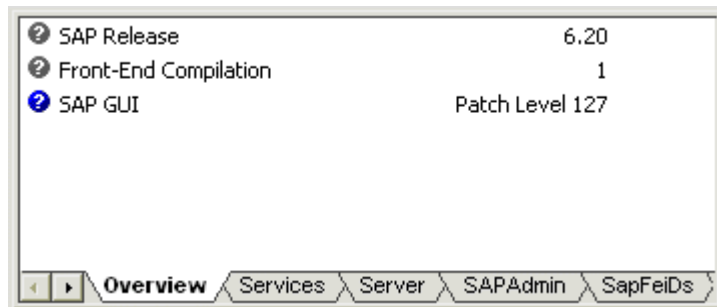 SAP Release 6.20
Front-End Compilation 1
SAP GUI Patch Level 127
Overview Services Server SAPAdmin SapFeiDs